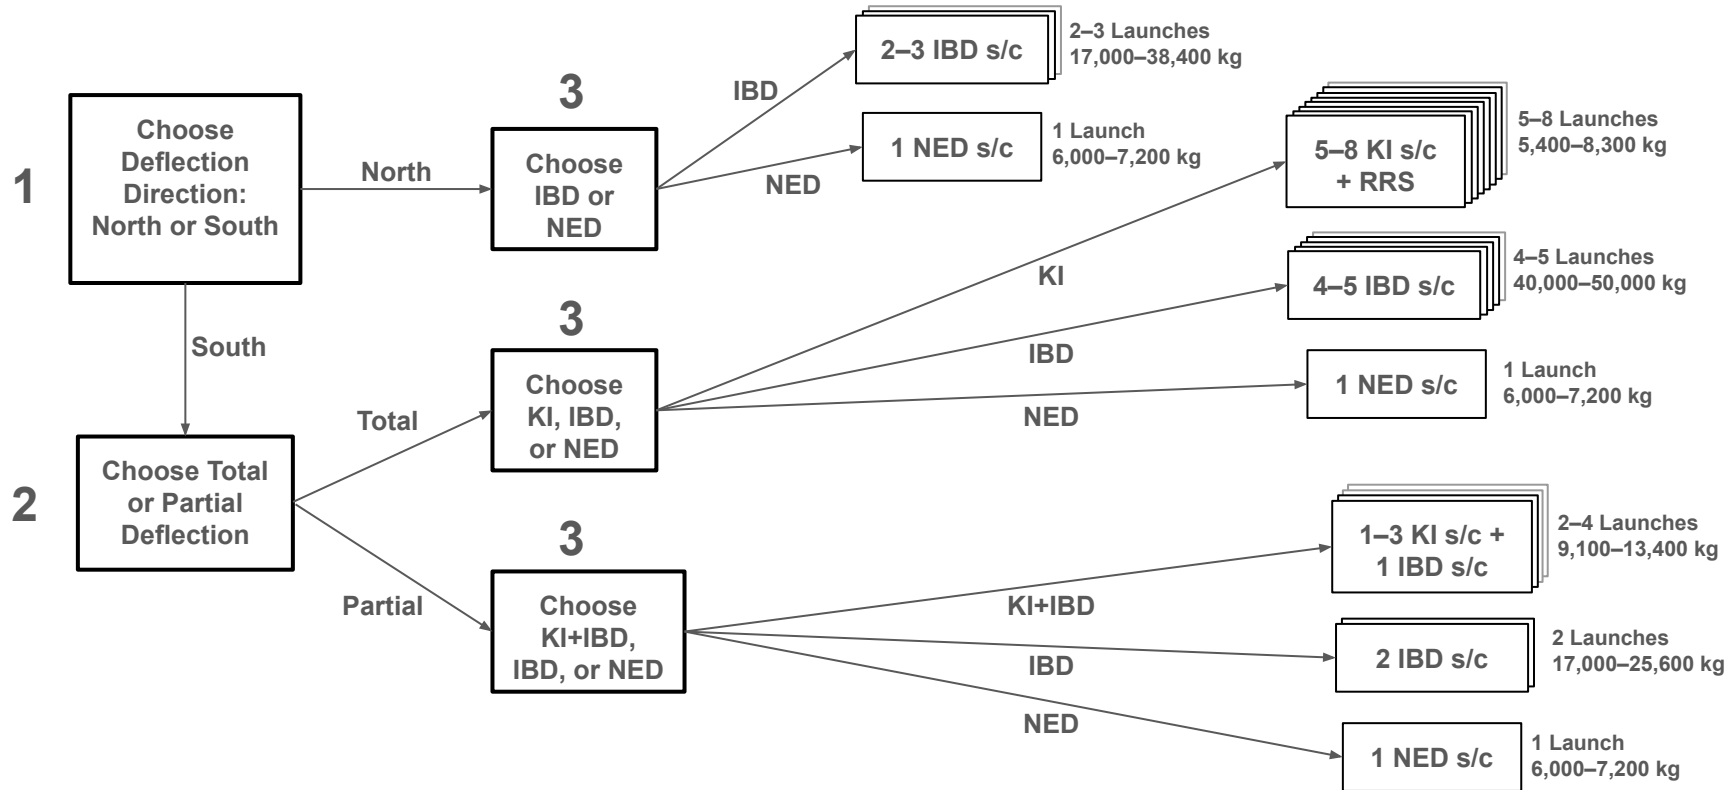 1
Choose
Deflection
Direction:
North or South
North
South
2
Choose Total
or Partial
Deflection
Total
Partial
3
Choose
IBD or
NED
IBD
NED
2–3 IBD s/c
2–3 Launches
17,000–38,400 kg
1 NED s/c
1 Launch
6,000–7,200 kg
3
Choose
KI, IBD,
or NED
KI
IBD
NED
5–8 KI s/c
+ RRS
5–8 Launches
5,400–8,300 kg
4–5 IBD s/c
4–5 Launches
40,000–50,000 kg
1 NED s/c
1 Launch
6,000–7,200 kg
3
Choose
KI+IBD,
IBD, or NED
KI+IBD
IBD
NED
1–3 KI s/c +
1 IBD s/c
2–4 Launches
9,100–13,400 kg
2 IBD s/c
2 Launches
17,000–25,600 kg
1 NED s/c
1 Launch
6,000–7,200 kg